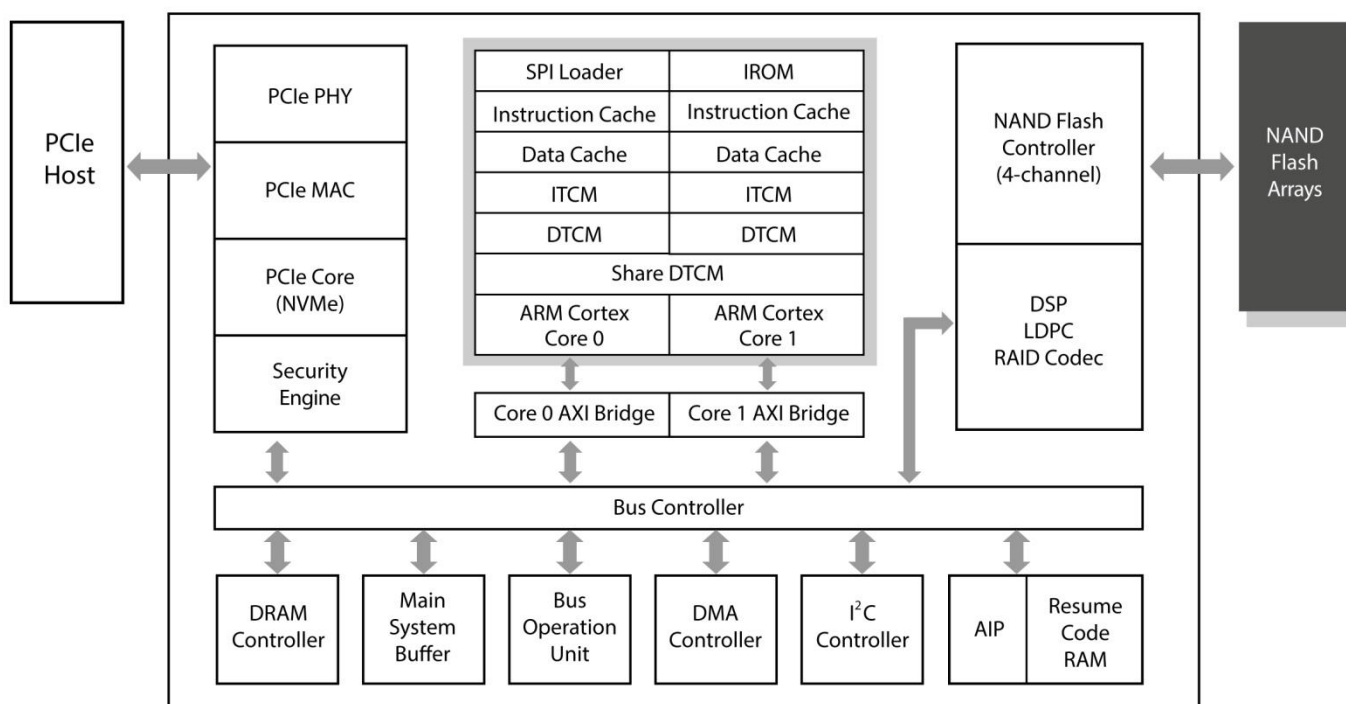 PCIe
Host
PCIe PHY
PCIe MAC
PCIe Core
(NVMe)
Security
Engine
SPI Loader
IROM
Instruction Cache
Instruction Cache
Data Cache
Data Cache
ITCM
ITCM
DTCM
DTCM
Share DTCM
ARM Cortex
Core 0
ARM Cortex
Core 1
Core 0 AXI Bridge
Core 1 AXI Bridge
NAND Flash
Controller
(4-channel)
DSP
LDPC
RAID Codec
NAND
Flash
Arrays
Bus Controller
DRAM
Controller
Main
System
Buffer
Bus
Operation
Unit
DMA
Controller
I²C
Controller
AIP
Resume
Code
RAM